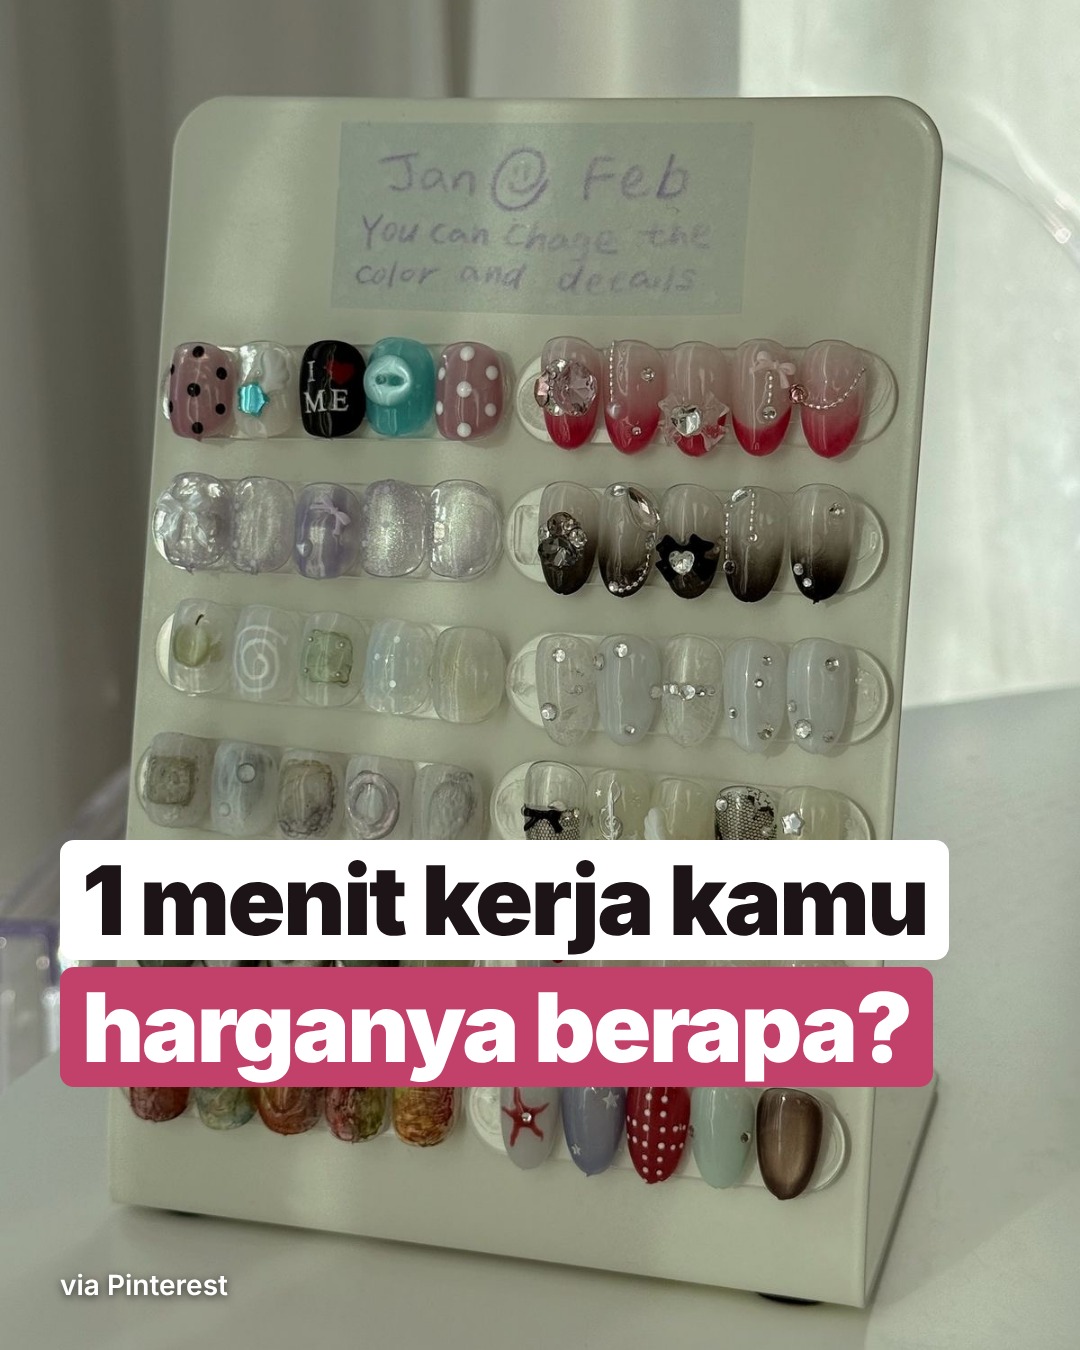 Jan Feb
You can chage the
color and details
I
ME
1 menit kerja kamu
harganya berapa?
via Pinterest